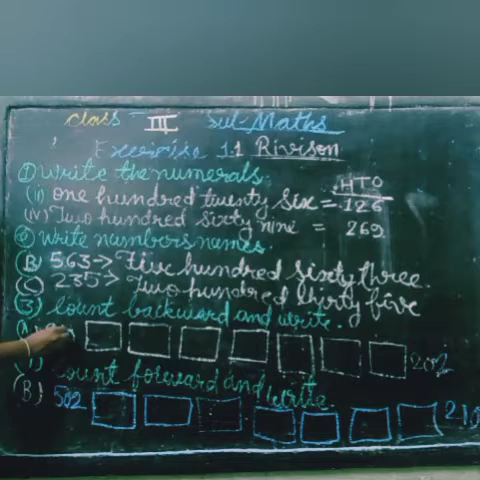 class - III Sub-Maths
Exercise 1.1 Rivison
① Write the numerals.
HTO
(ii) one hundred twenty six = 126
(iv) Two hundred sixty nine = 269
② Write numbers names.
(B) 563 → Five hundred sixty three.
(C) 235 → Two hundred thirty five
(3) Count backward and write.
(A) 202
Count forward and write
(B) 502 210